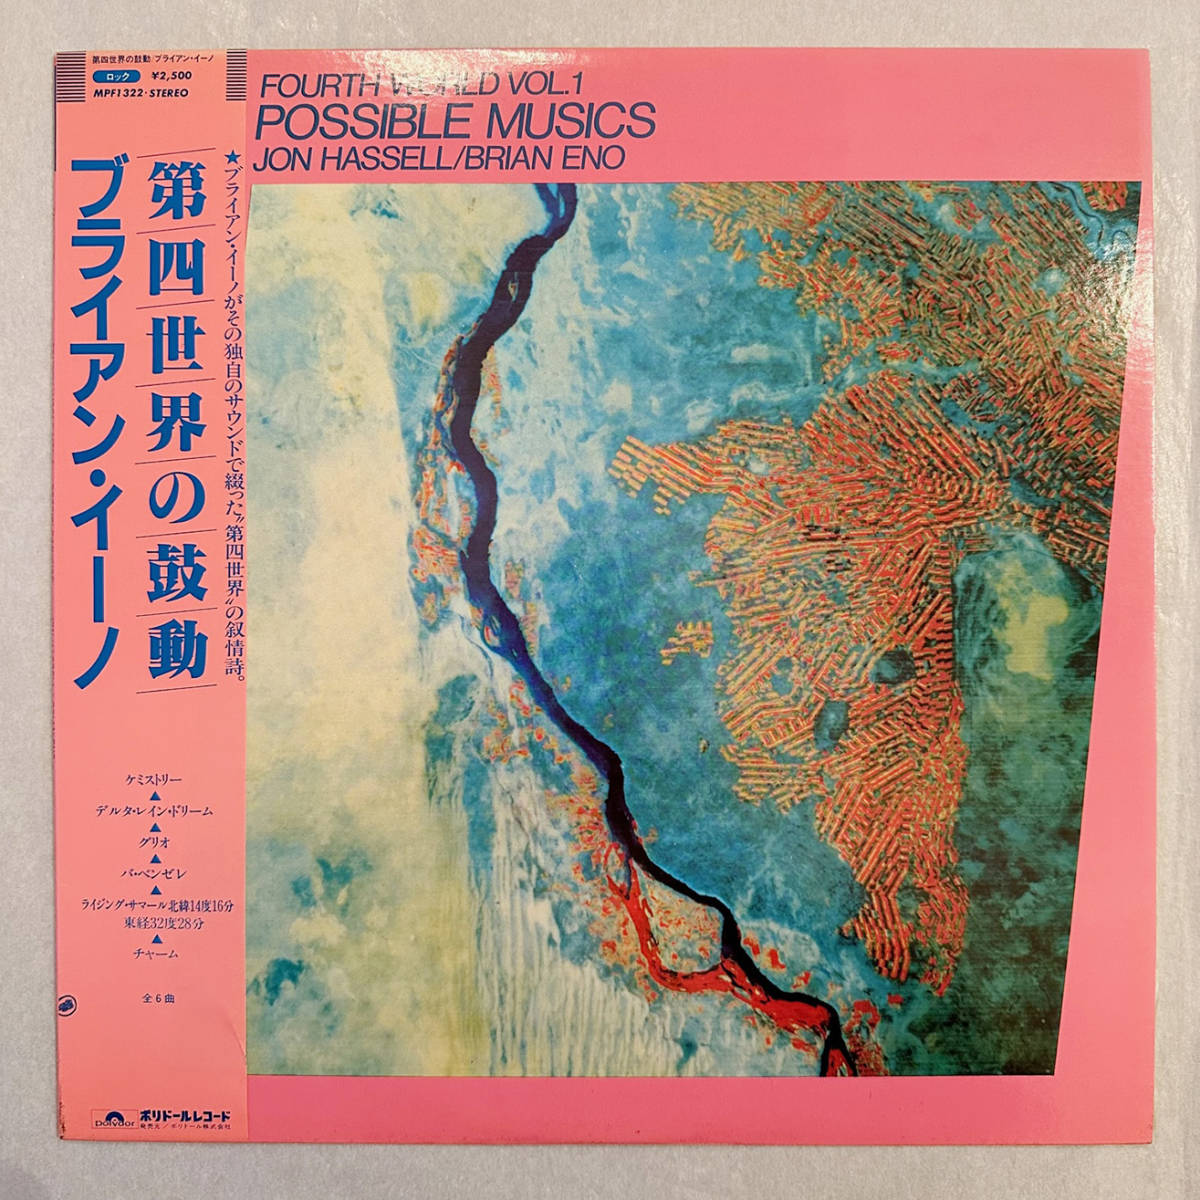 第四世界の鼓動/ブライアン・イーノ
ロック ¥2,500
MPF1322・STEREO
第四世界の鼓動
ブライアン・イーノ
★ブライアン・イーノがその独自のサウンドで綴った〝第四世界〟の叙情詩。
ケミストリー
▲
デルタ・レイン・ドリーム
▲
グリオ
▲
バ・ベンゼレ
▲
ライジング・サマール北緯14度16分
東経32度28分
▲
チャーム
全6曲
polydor ポリドールレコード
発売元/ポリドール株式会社
FOURTH WORLD VOL.1
POSSIBLE MUSICS
JON HASSELL/BRIAN ENO